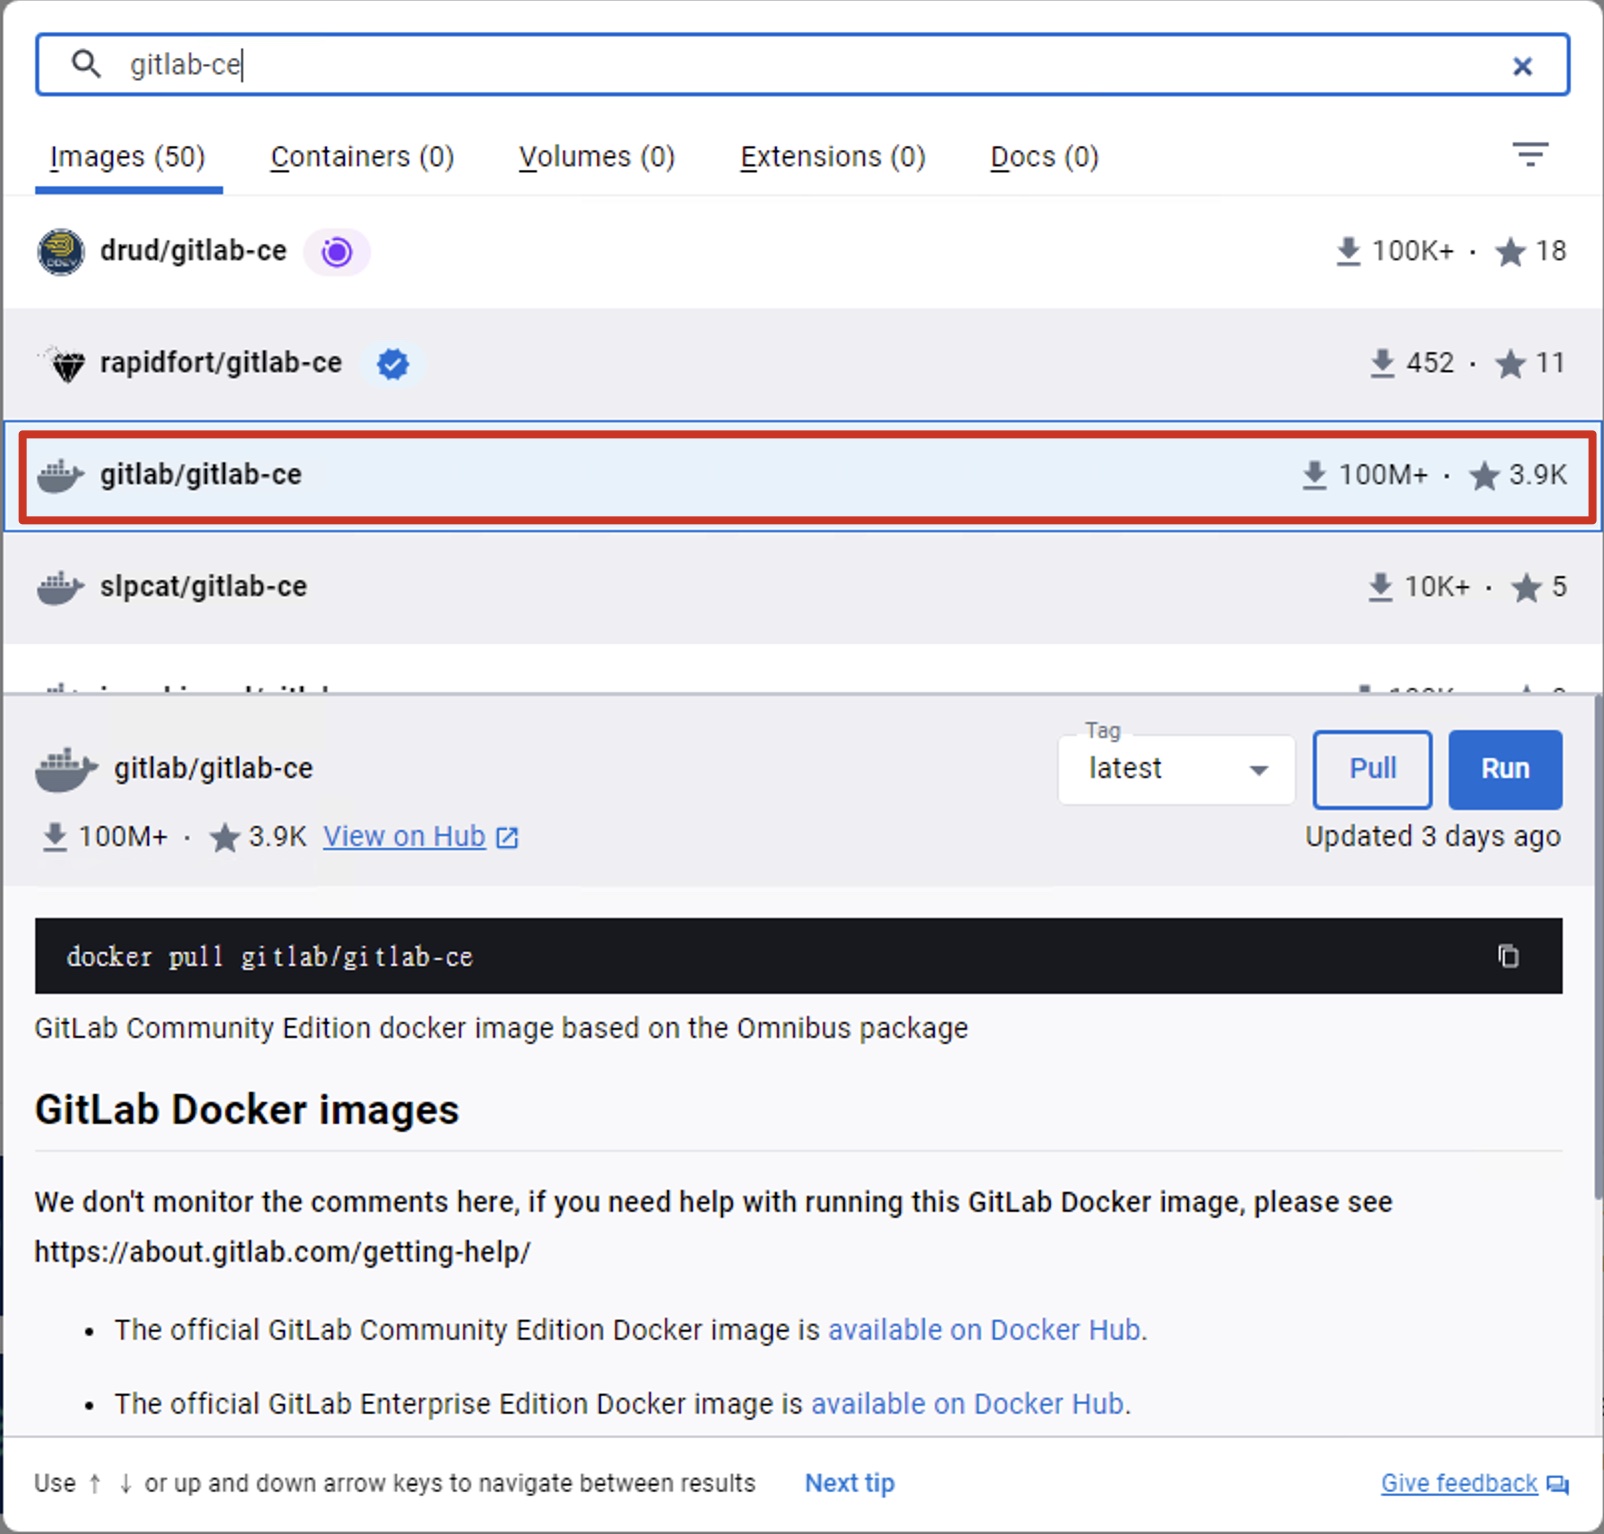 gitlab-ce
Images (50) Containers (0) Volumes (0) Extensions (0) Docs (0)
drud/gitlab-ce 100K+ · 18
rapidfort/gitlab-ce 452 · 11
gitlab/gitlab-ce 100M+ · 3.9K
slpcat/gitlab-ce 10K+ · 5
gitlab/gitlab-ce
Tag
latest
Pull
Run
100M+ · 3.9K View on Hub
Updated 3 days ago
docker pull gitlab/gitlab-ce
GitLab Community Edition docker image based on the Omnibus package
GitLab Docker images
We don't monitor the comments here, if you need help with running this GitLab Docker image, please see
https://about.gitlab.com/getting-help/
• The official GitLab Community Edition Docker image is available on Docker Hub.
• The official GitLab Enterprise Edition Docker image is available on Docker Hub.
Use ↑ ↓ or up and down arrow keys to navigate between results Next tip Give feedback